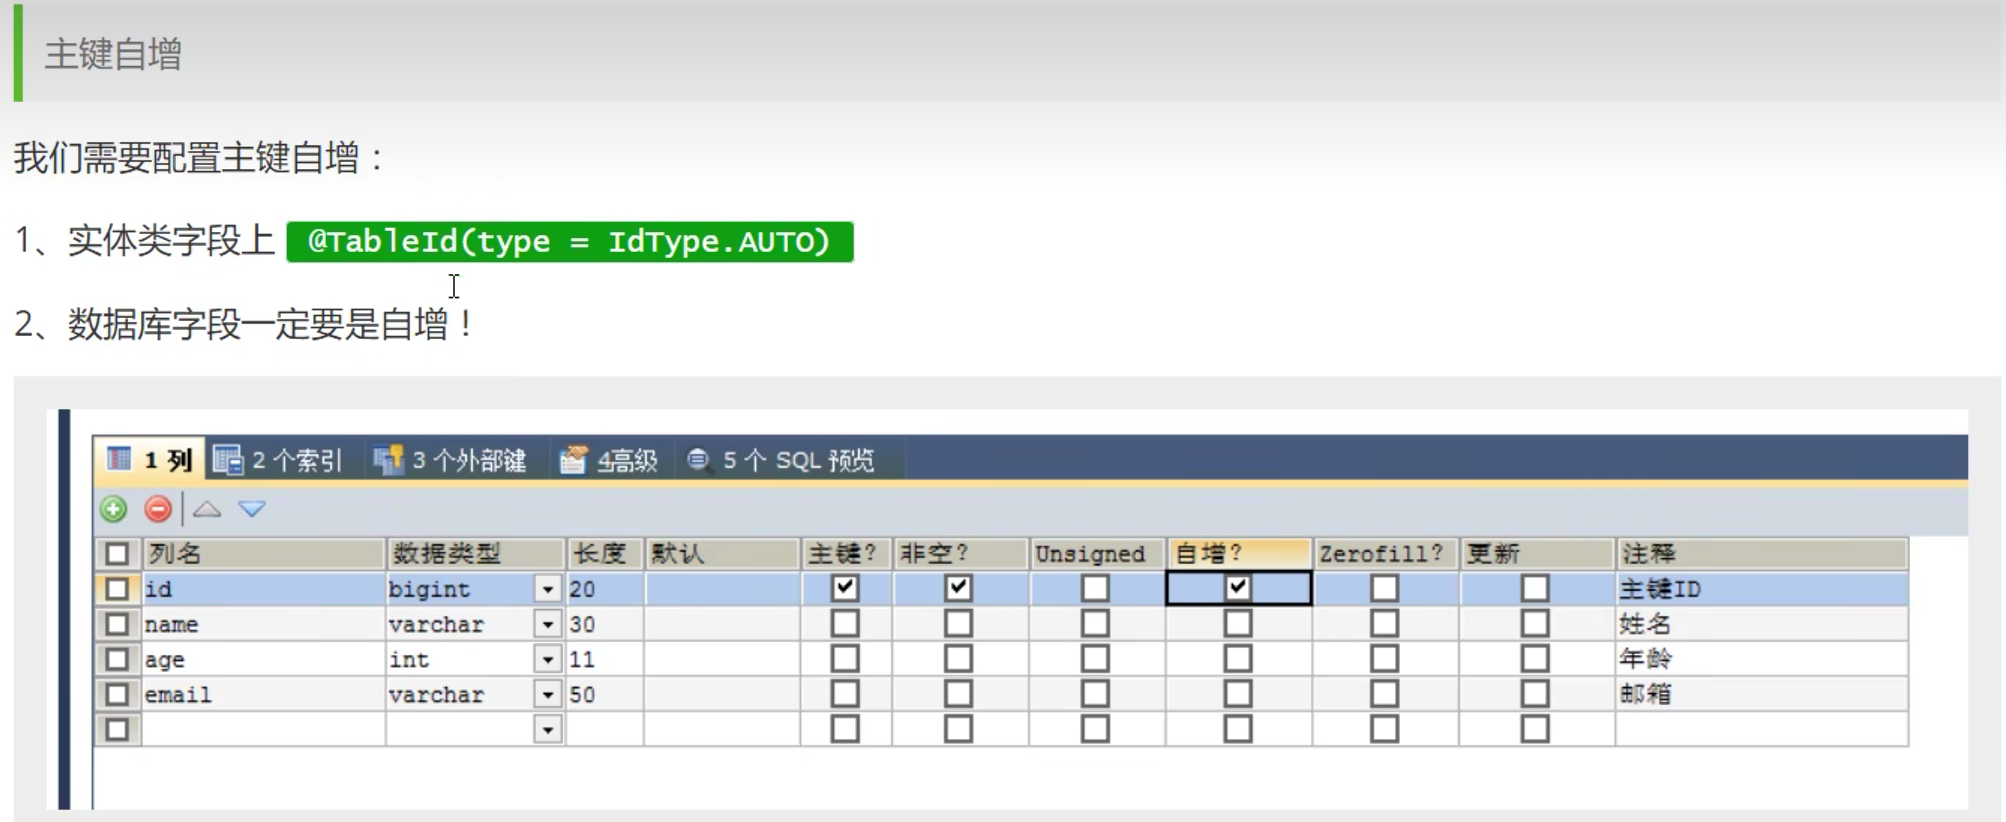 主键自增
我们需要配置主键自增：
1、实体类字段上 @TableId(type = IdType.AUTO)
2、数据库字段一定要是自增！
1 列 2 个索引 3 个外部键 4高级 5 个 SQL 预览
列名 数据类型 长度 默认 主键? 非空? Unsigned 自增? Zerofill? 更新 注释
id bigint 20 主键ID
name varchar 30 姓名
age int 11 年龄
email varchar 50 邮箱